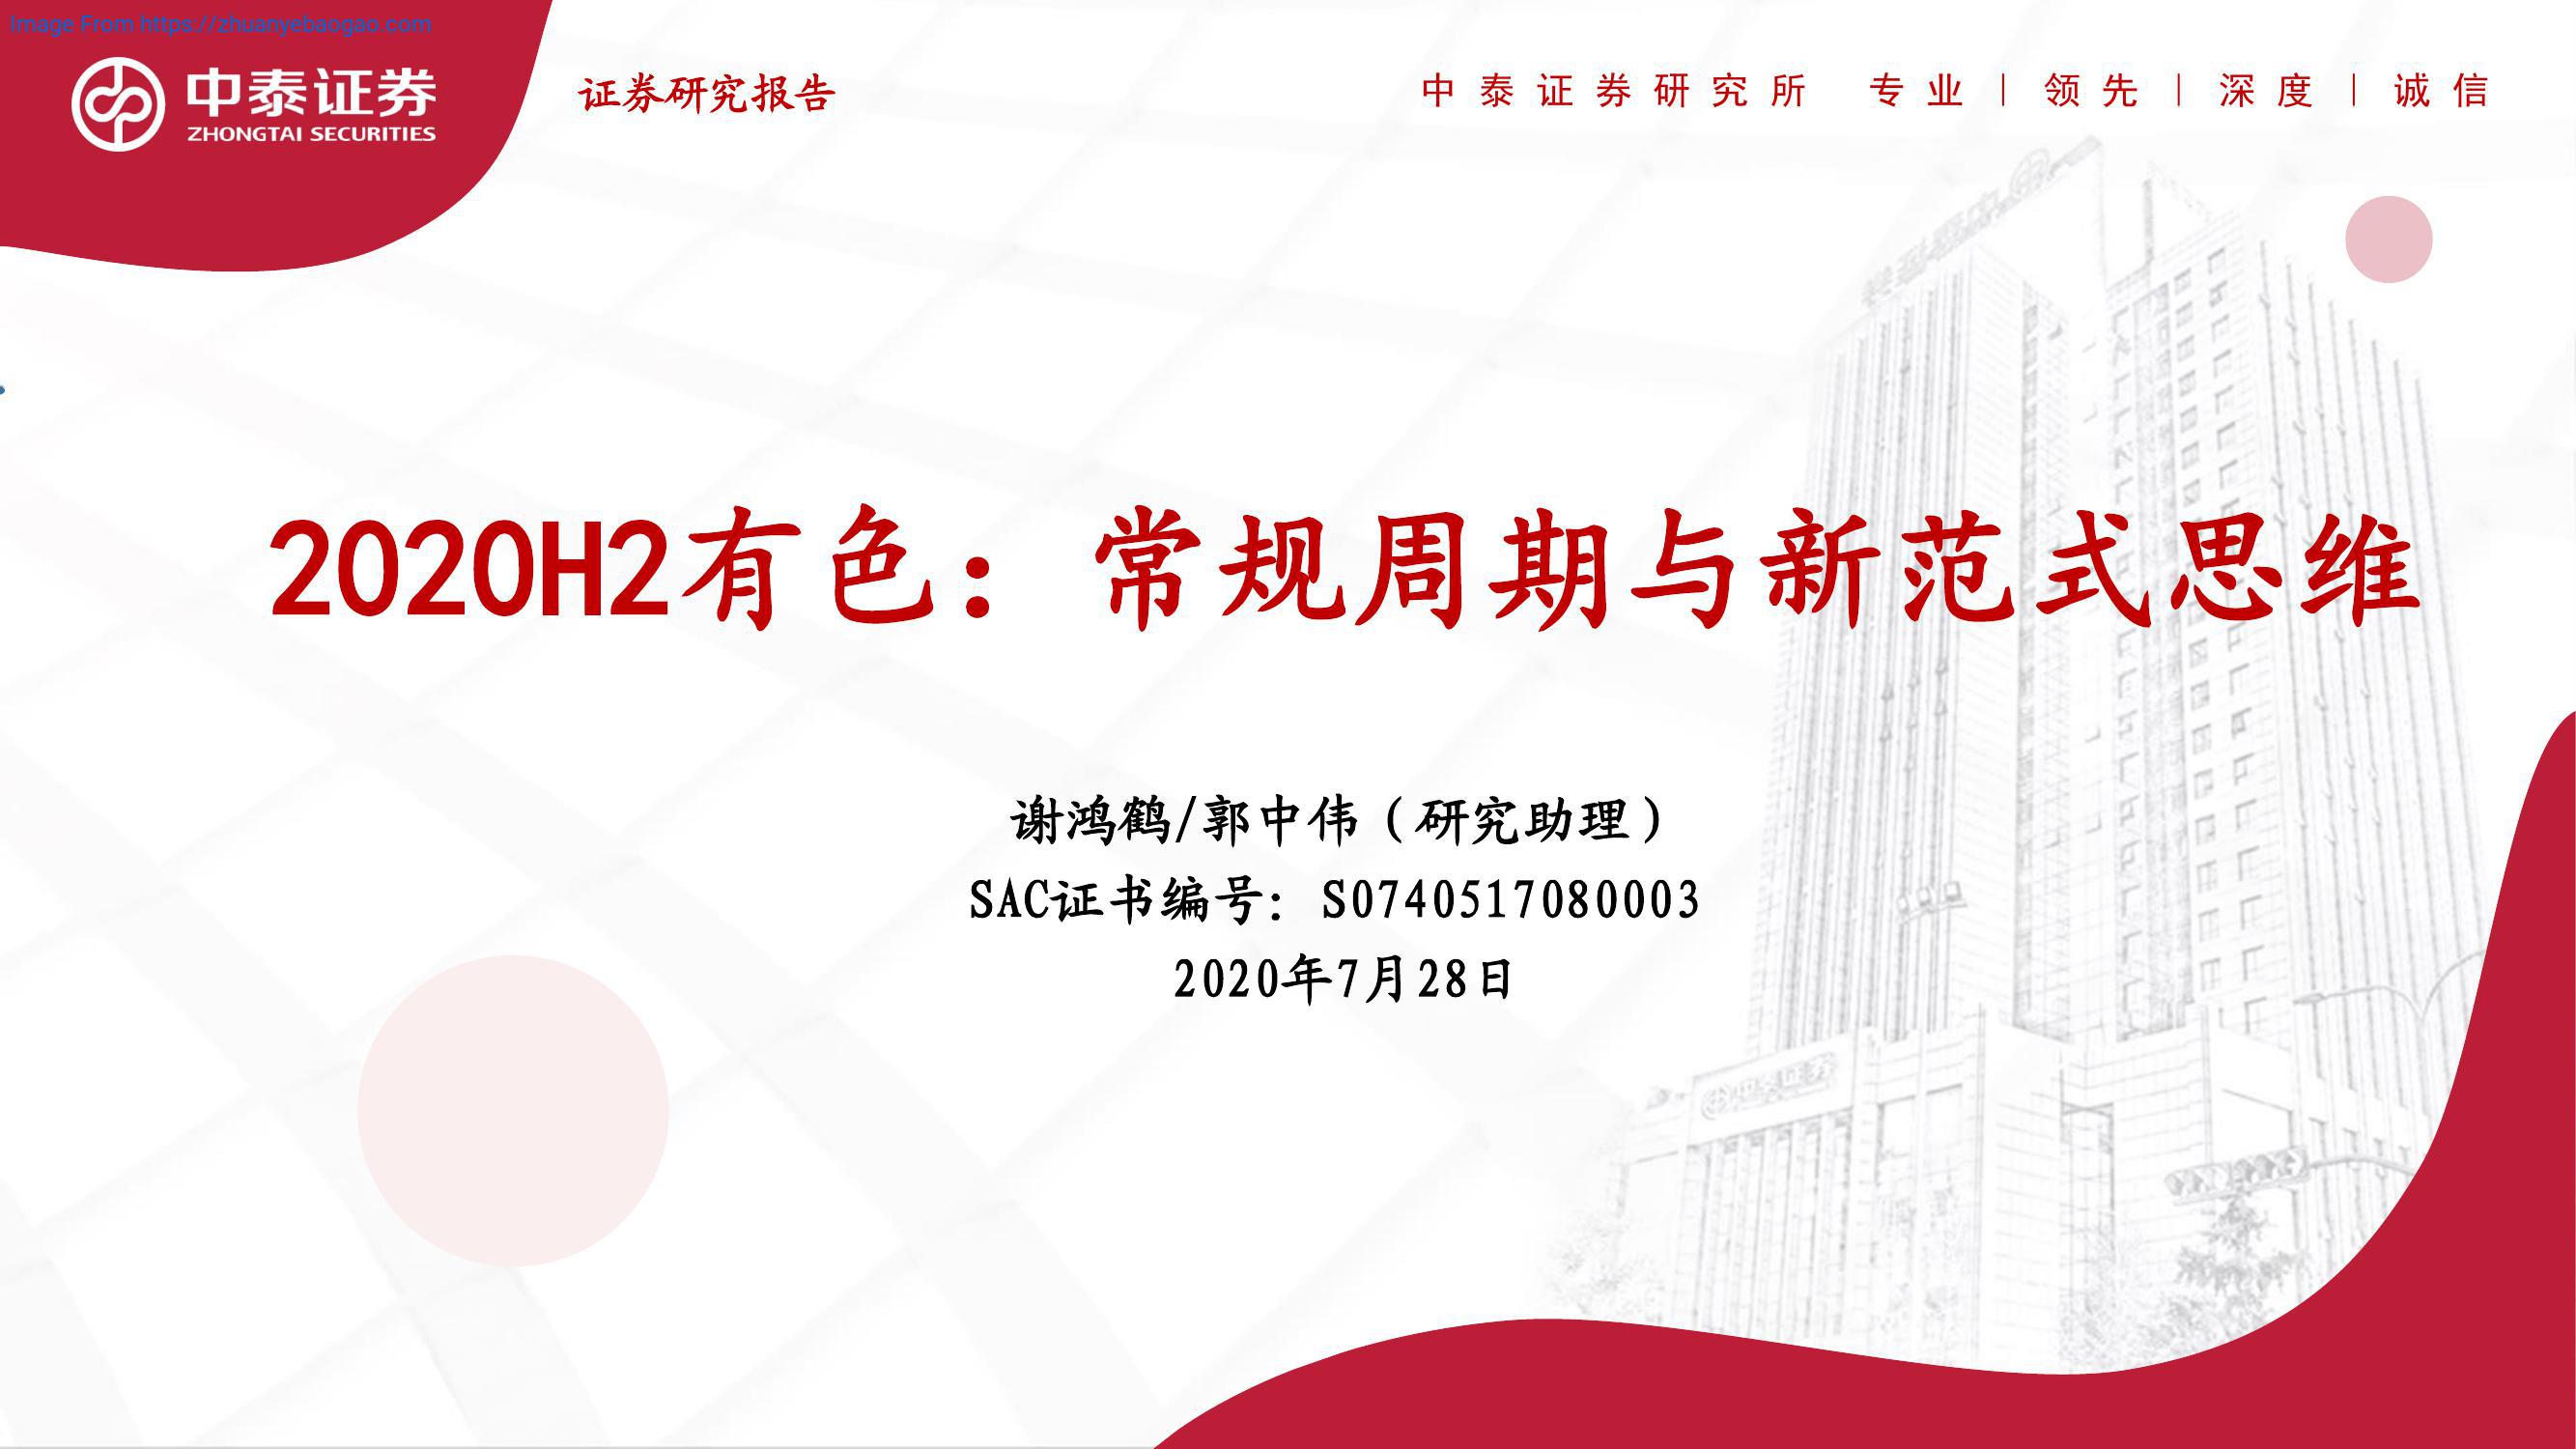 Image From https://zhuanyebaogao.com
中泰证券
ZHONGTAI SECURITIES
证券研究报告
中泰证券研究所 专业｜领先｜深度｜诚信
2020H2有色：常规周期与新范式思维
谢鸿鹤/郭中伟（研究助理）
SAC证书编号：S0740517080003
2020年7月28日
中泰证券